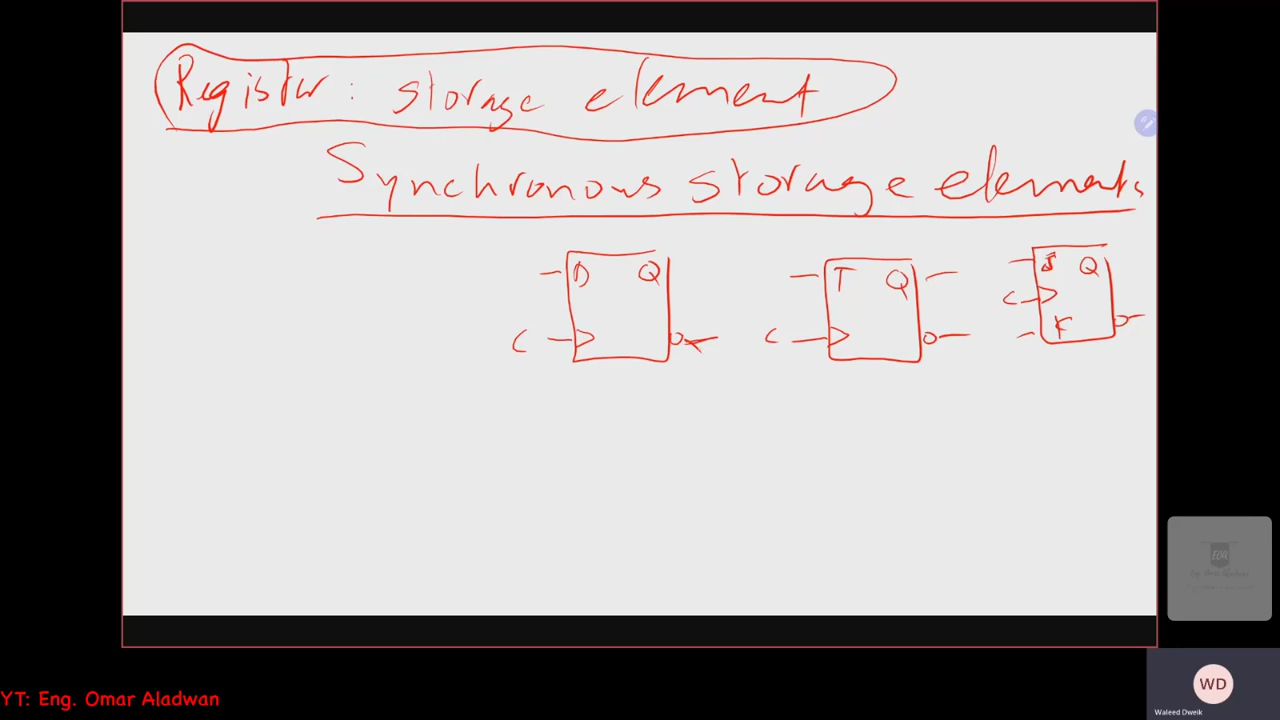 Register: storage element
Synchronous storage elements
D Q
C
T Q
C
J Q
C
K
WD
Waleed Dweik
YT: Eng. Omar Aladwan